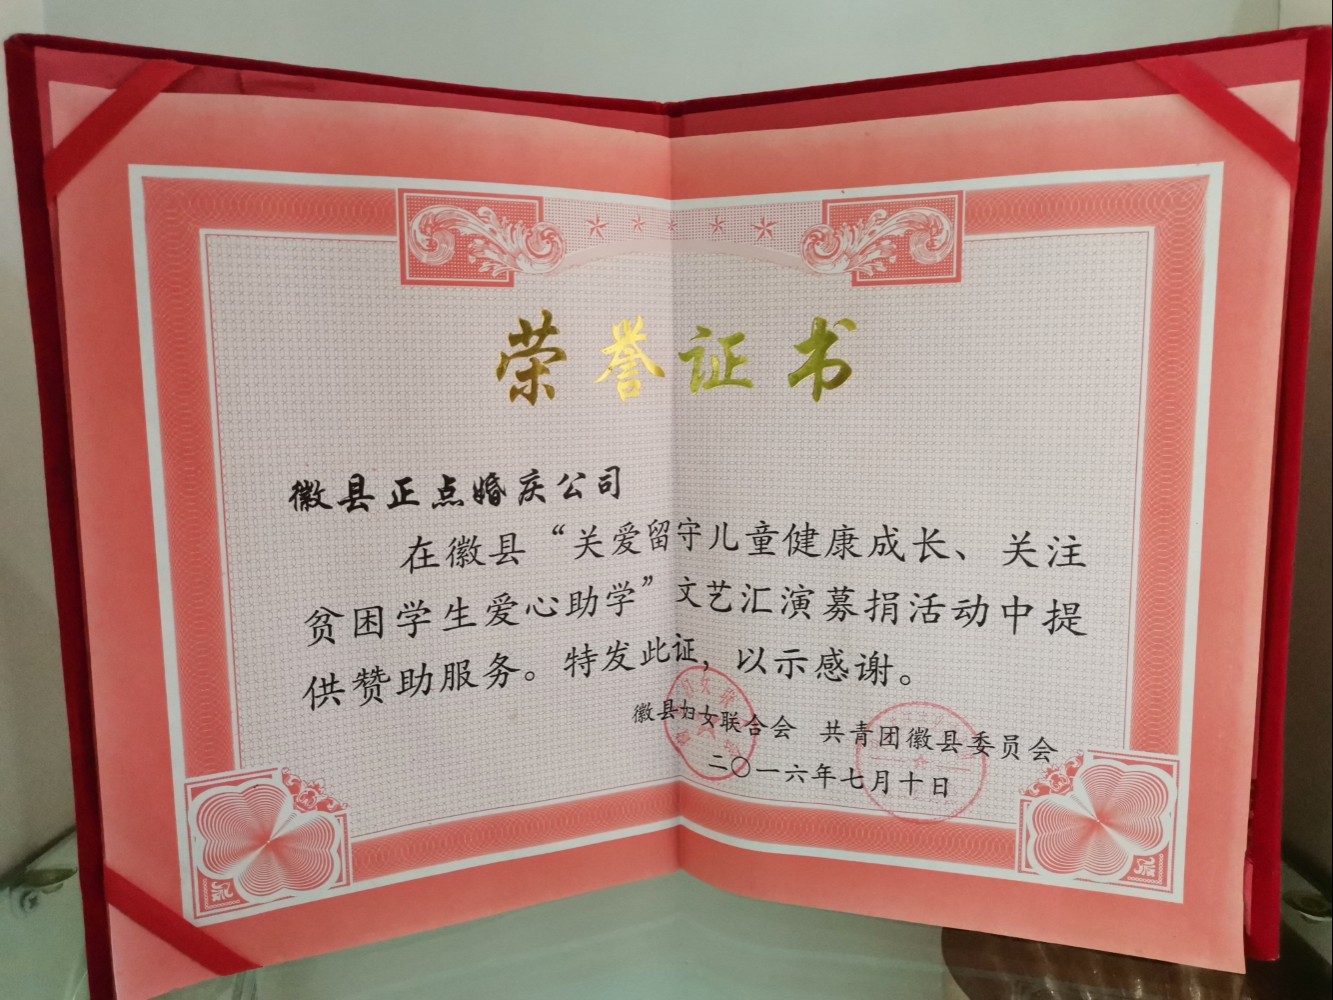 荣誉证书
徽县正点婚庆公司
在徽县“关爱留守儿童健康成长、关注
贫困学生爱心助学”文艺汇演募捐活动中提
供赞助服务。特发此证，以示感谢。
徽县妇女联合会 共青团徽县委员会
二〇一六年七月十日